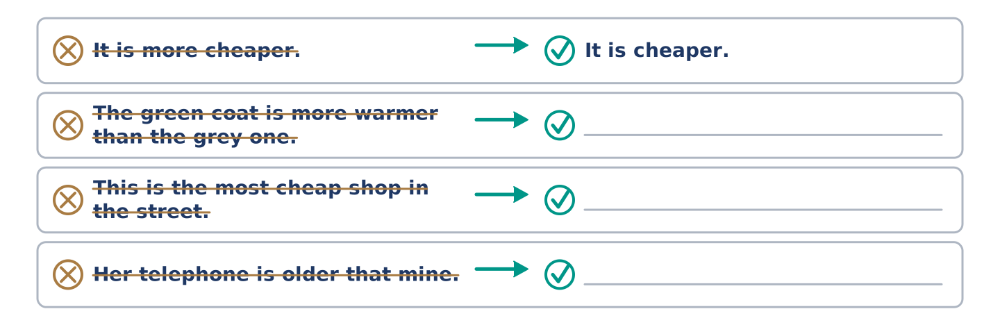 It is more cheaper.
It is cheaper.
The green coat is more warmer
than the grey one.
This is the most cheap shop in
the street.
Her telephone is older that mine.